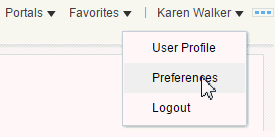 Portals Favorites Karen Walker
User Profile
Preferences
Logout